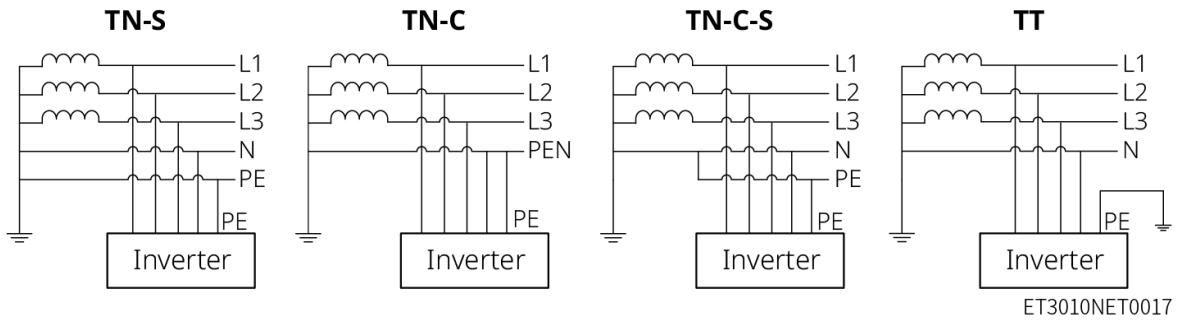 TN-S
L1
L2
L3
N
PE
PE
Inverter
TN-C
L1
L2
L3
PEN
PE
Inverter
TN-C-S
L1
L2
L3
N
PE
PE
Inverter
TT
L1
L2
L3
N
PE
Inverter
ET3010NET0017